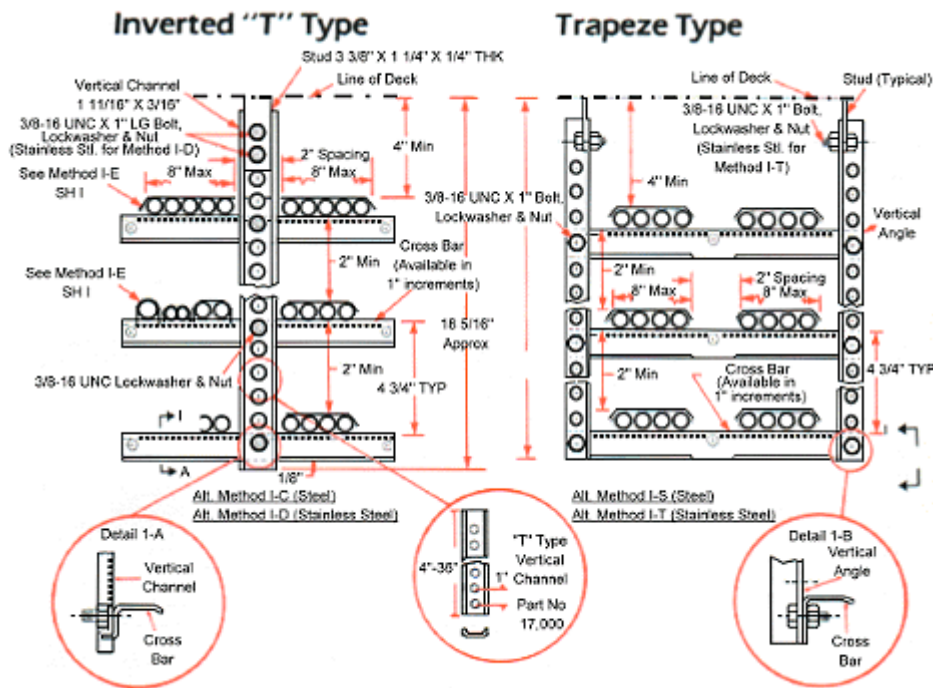 Inverted "T" Type
Stud 3 3/8" X 1 1/4" X 1/4" THK
Line of Deck
Vertical Channel
1 11/16" X 3/16"
3/8-16 UNC X 1" LG Bolt,
Lockwasher & Nut
(Stainless Stl. for Method I-D)
See Method I-E
SH I
8" Max
2" Spacing
8" Max
4" Min
Cross Bar
(Available in
1" increments)
2" Min
See Method I-E
SH I
18 5/16"
Approx
3/8-16 UNC Lockwasher & Nut
2" Min
4 3/4" TYP
I
A
1/8"
Alt. Method I-C (Steel)
Alt. Method I-D (Stainless Steel)
Detail 1-A
Vertical
Channel
Cross
Bar
4"-36"
1"
"T" Type
Vertical
Channel
Part No
17,000
Trapeze Type
Line of Deck
Stud (Typical)
3/8-16 UNC X 1" Bolt,
Lockwasher & Nut
(Stainless Stl. for
Method I-T)
4" Min
3/8-16 UNC X 1" Bolt,
Lockwasher & Nut
Vertical
Angle
2" Min
8" Max
2" Spacing
8" Max
2" Min
Cross Bar
(Available in
1" increments)
4 3/4" TYP
Alt. Method I-S (Steel)
Alt. Method I-T (Stainless Steel)
Detail 1-B
Vertical
Angle
Cross
Bar